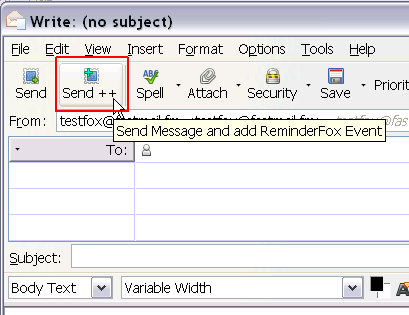 Write: (no subject)
File Edit View Insert Format Options Tools Help
Send Send ++ Spell Attach Security Save Priorit
From: testfox@
Send Message and add ReminderFox Event
To:
Subject:
Body Text Variable Width